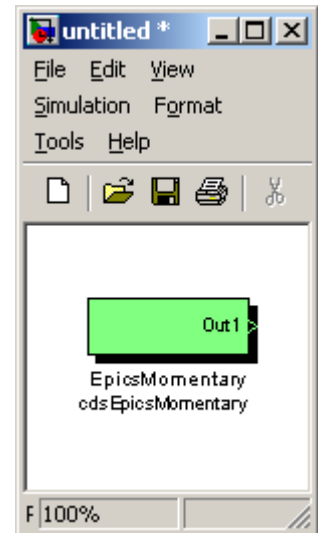 untitled *
File Edit View
Simulation Format
Tools Help
Out1
EpicsMomentary
cdsEpicsMomentary
F 100%